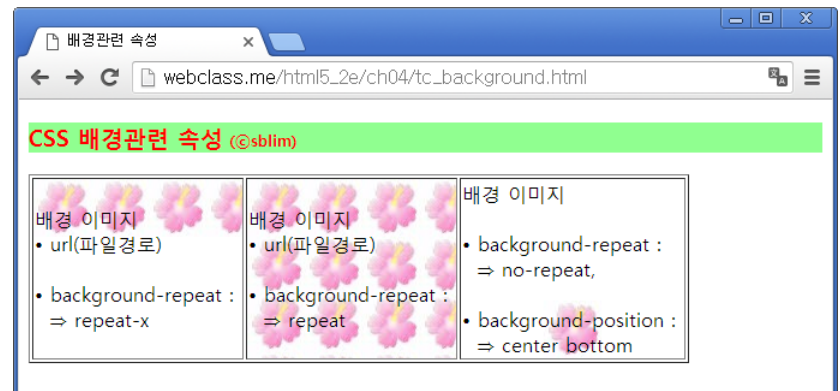 배경관련 속성
webclass.me/html5_2e/ch04/tc_background.html
CSS 배경관련 속성 (ⓒsblim)
배경 이미지
• url(파일경로)
• background-repeat :
⇒ repeat-x
배경 이미지
• url(파일경로)
• background-repeat :
⇒ repeat
배경 이미지
• background-repeat :
⇒ no-repeat,
• background-position :
⇒ center bottom